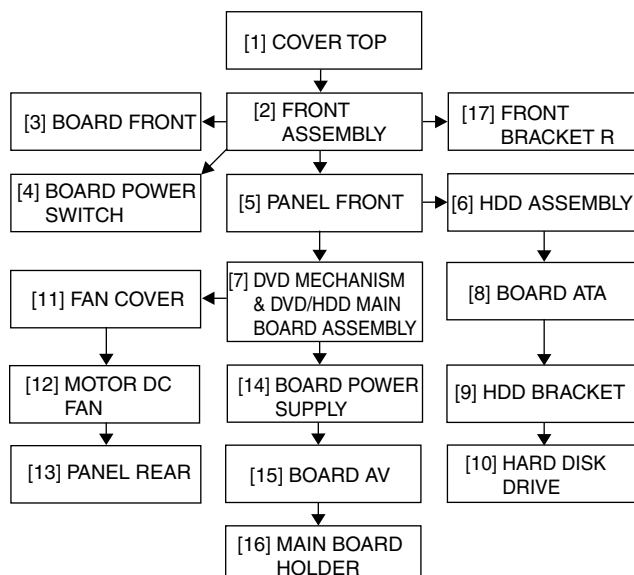 [1] COVER TOP
[3] BOARD FRONT
[2] FRONT
ASSEMBLY
[17] FRONT
BRACKET R
[4] BOARD POWER
SWITCH
[5] PANEL FRONT
[6] HDD ASSEMBLY
[11] FAN COVER
[7] DVD MECHANISM
& DVD/HDD MAIN
BOARD ASSEMBLY
[8] BOARD ATA
[12] MOTOR DC
FAN
[14] BOARD POWER
SUPPLY
[9] HDD BRACKET
[13] PANEL REAR
[15] BOARD AV
[10] HARD DISK
DRIVE
[16] MAIN BOARD
HOLDER